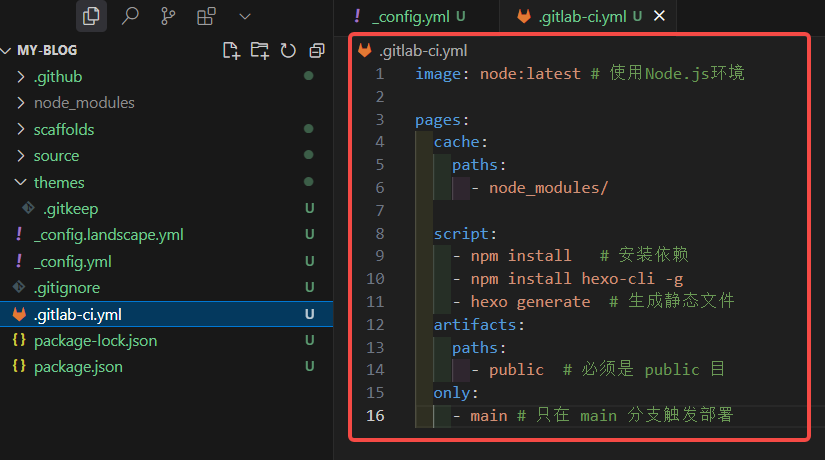 _config.yml U
.gitlab-ci.yml U
MY-BLOG
.github
node_modules
scaffolds
source
themes
.gitkeep U
_config.landscape.yml U
_config.yml U
.gitignore U
.gitlab-ci.yml U
package-lock.json U
package.json U
.gitlab-ci.yml
1 image: node:latest # 使用Node.js环境
2
3 pages:
4 cache:
5 paths:
6 - node_modules/
7
8 script:
9 - npm install # 安装依赖
10 - npm install hexo-cli -g
11 - hexo generate # 生成静态文件
12 artifacts:
13 paths:
14 - public # 必须是 public 目
15 only:
16 - main # 只在 main 分支触发部署